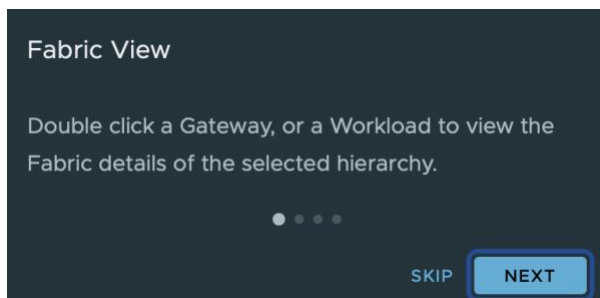 Fabric View
Double click a Gateway, or a Workload to view the
Fabric details of the selected hierarchy.
SKIP
NEXT